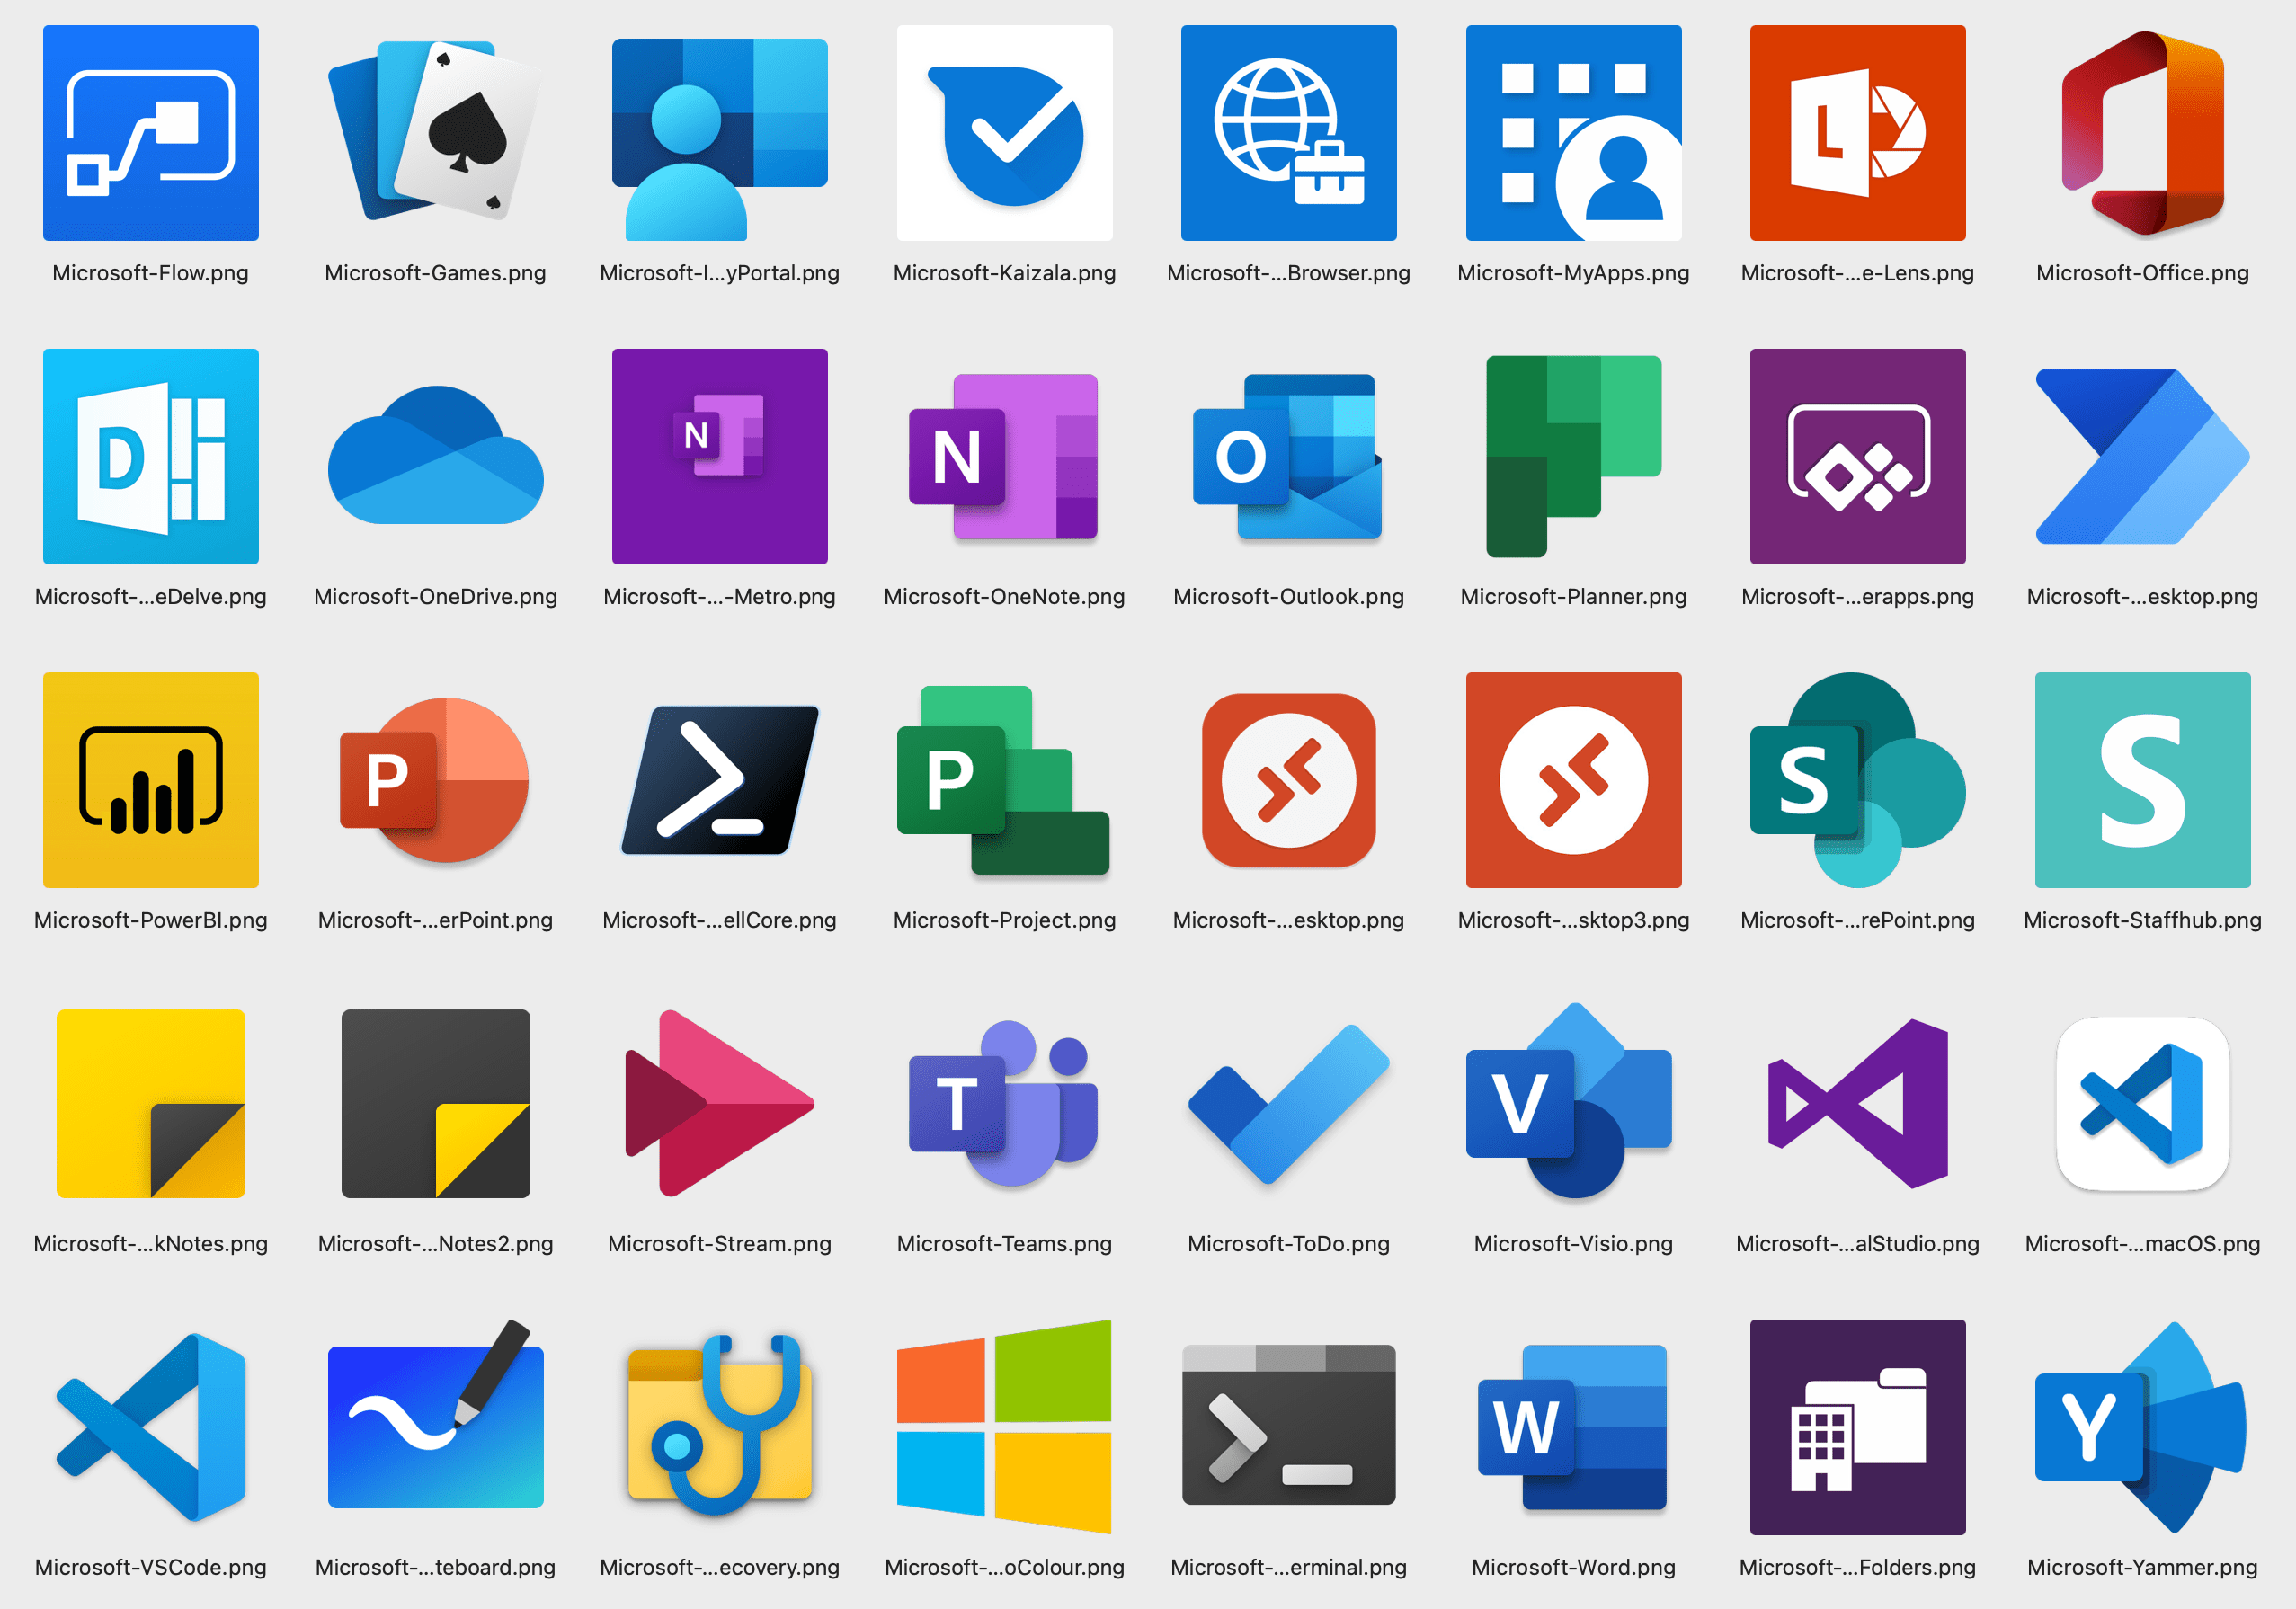 Microsoft-Flow.png
Microsoft-Games.png
Microsoft-I...yPortal.png
Microsoft-Kaizala.png
Microsoft-...Browser.png
Microsoft-MyApps.png
L
Microsoft-...e-Lens.png
Microsoft-Office.png
D
Microsoft-...eDelve.png
Microsoft-OneDrive.png
N
Microsoft-...-Metro.png
N
Microsoft-OneNote.png
O
Microsoft-Outlook.png
Microsoft-Planner.png
Microsoft-...erapps.png
Microsoft-...esktop.png
Microsoft-PowerBI.png
P
Microsoft-...erPoint.png
Microsoft-...ellCore.png
P
Microsoft-Project.png
Microsoft-...esktop.png
Microsoft-...sktop3.png
S
Microsoft-...rePoint.png
S
Microsoft-Staffhub.png
Microsoft-...kNotes.png
Microsoft-...Notes2.png
Microsoft-Stream.png
T
Microsoft-Teams.png
Microsoft-ToDo.png
V
Microsoft-Visio.png
Microsoft-...alStudio.png
Microsoft-...macOS.png
Microsoft-VSCode.png
Microsoft-...teboard.png
Microsoft-...ecovery.png
Microsoft-...oColour.png
Microsoft-...erminal.png
W
Microsoft-Word.png
Microsoft-...Folders.png
Y
Microsoft-Yammer.png